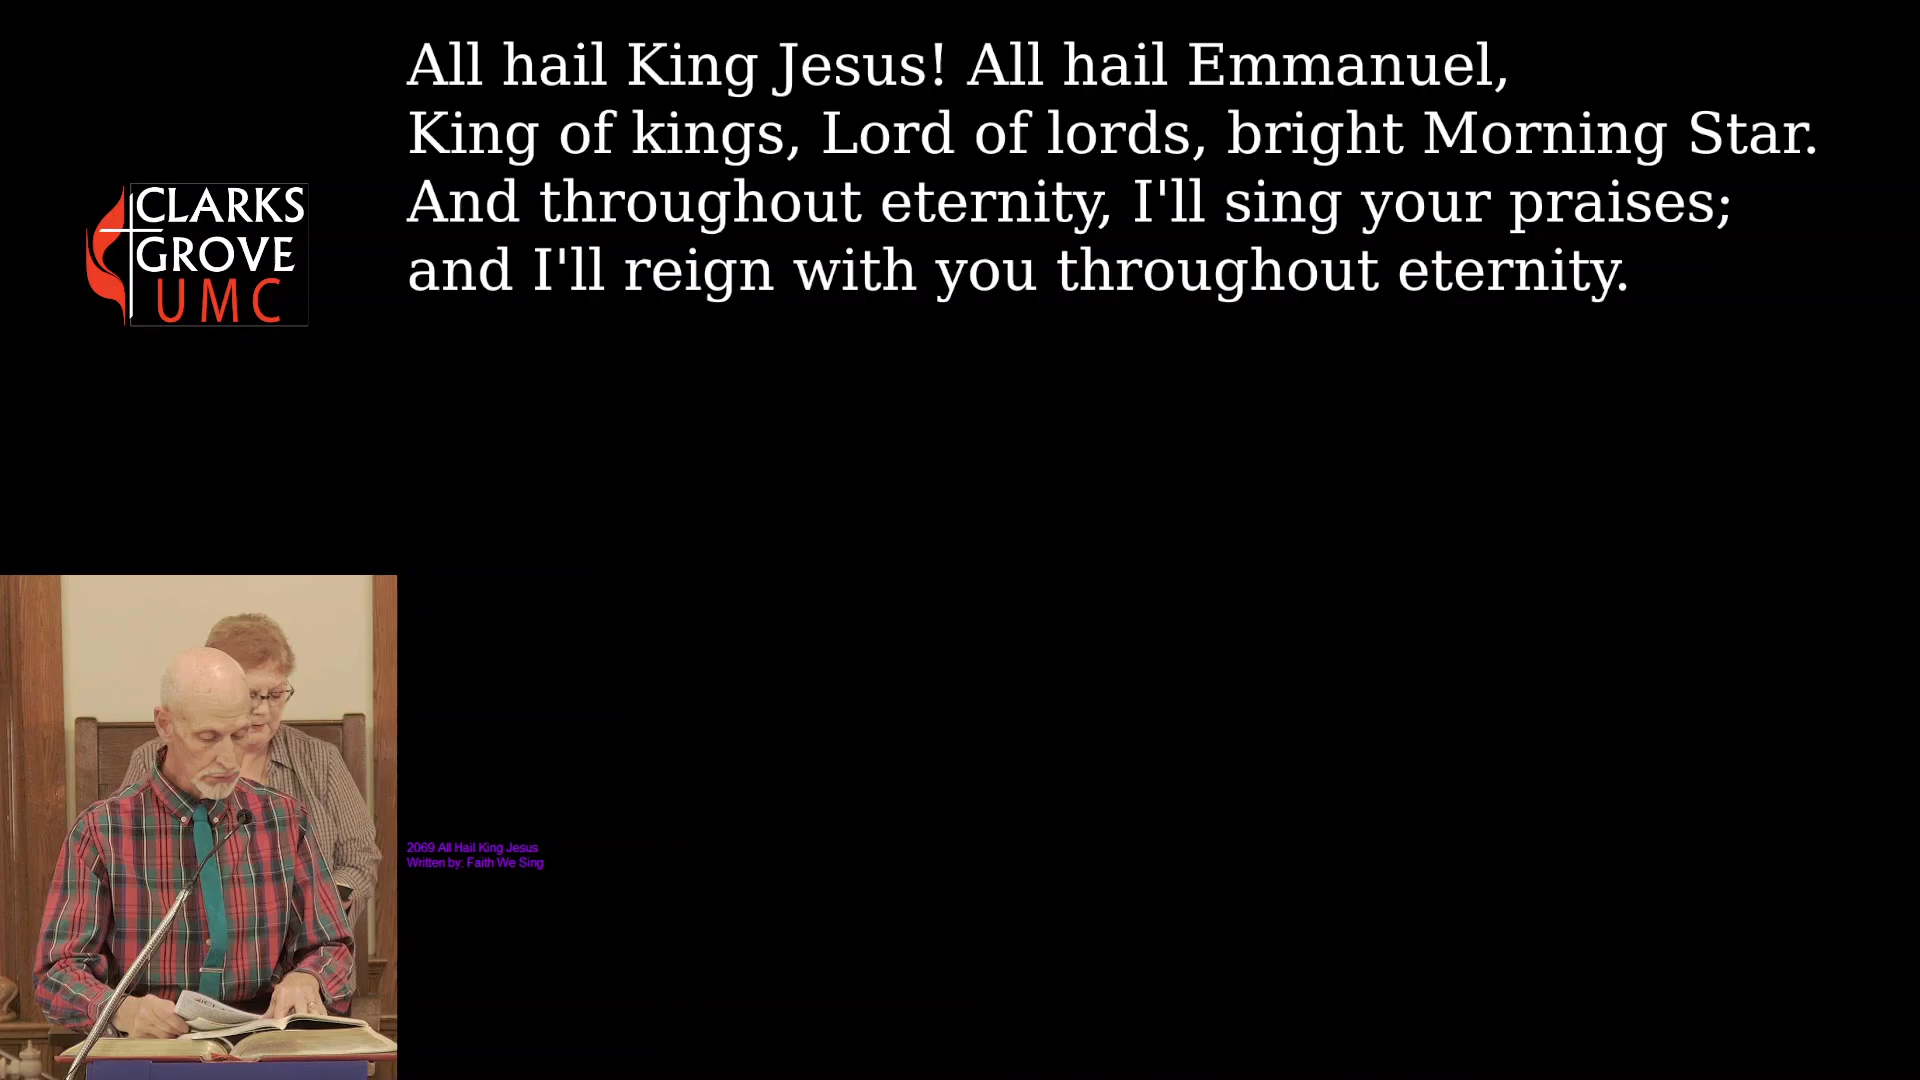 All hail King Jesus! All hail Emmanuel,
King of kings, Lord of lords, bright Morning Star.
And throughout eternity, I'll sing your praises;
and I'll reign with you throughout eternity.
CLARKS
GROVE
UMC
2069 All Hail King Jesus
Written by: Faith We Sing